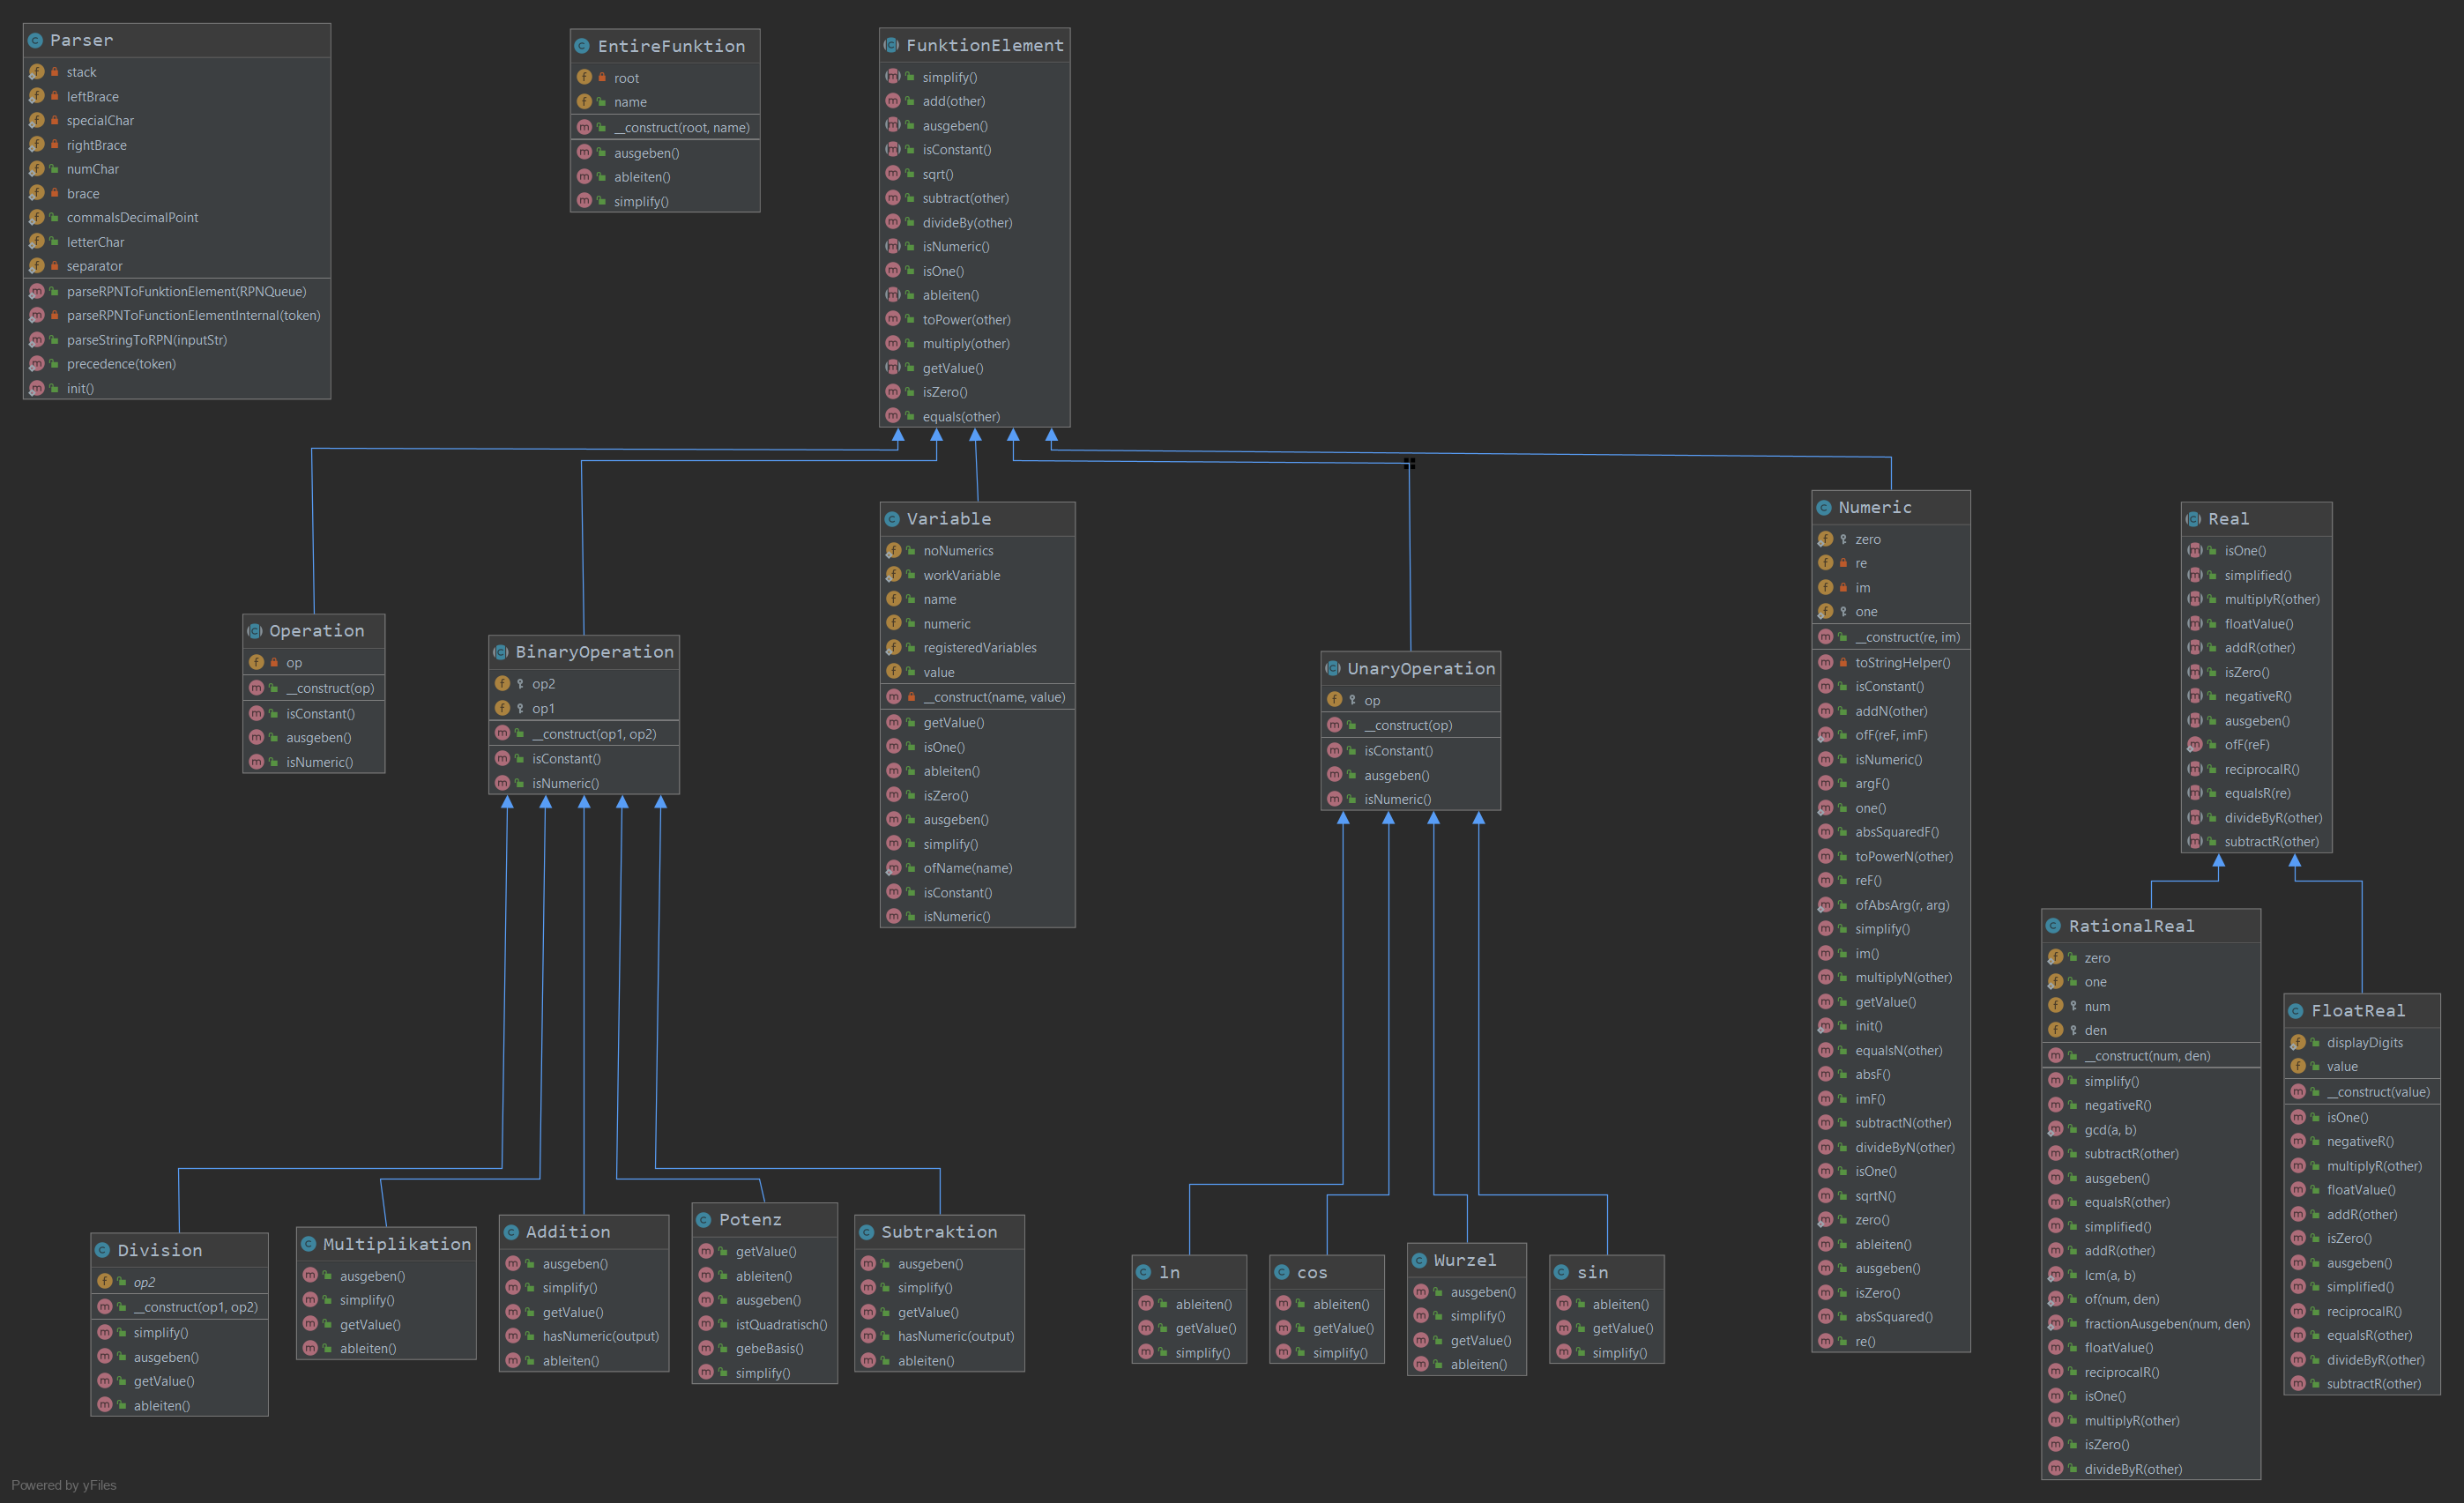 Parser
stack
leftBrace
specialChar
rightBrace
numChar
brace
commaIsDecimalPoint
letterChar
separator
parseRPNToFunktionElement(RPNQueue)
parseRPNToFunctionElementInternal(token)
parseStringToRPN(inputStr)
precedence(token)
init()
EntireFunktion
root
name
__construct(root, name)
ausgeben()
ableiten()
simplify()
FunktionElement
simplify()
add(other)
ausgeben()
isConstant()
sqrt()
subtract(other)
divideBy(other)
isNumeric()
isOne()
ableiten()
toPower(other)
multiply(other)
getValue()
isZero()
equals(other)
Operation
op
__construct(op)
isConstant()
ausgeben()
isNumeric()
BinaryOperation
op2
op1
__construct(op1, op2)
isConstant()
isNumeric()
Variable
noNumerics
workVariable
name
numeric
registeredVariables
value
__construct(name, value)
getValue()
isOne()
ableiten()
isZero()
ausgeben()
simplify()
ofName(name)
isConstant()
isNumeric()
UnaryOperation
op
__construct(op)
isConstant()
ausgeben()
isNumeric()
Numeric
zero
re
im
one
__construct(re, im)
toStringHelper()
isConstant()
addN(other)
ofF(reF, imF)
isNumeric()
argF()
one()
absSquaredF()
toPowerN(other)
reF()
ofAbsArg(r, arg)
simplify()
im()
multiplyN(other)
getValue()
init()
equalsN(other)
absF()
imF()
subtractN(other)
divideByN(other)
isOne()
sqrtN()
zero()
ableiten()
ausgeben()
isZero()
absSquared()
re()
Real
isOne()
simplified()
multiplyR(other)
floatValue()
addR(other)
isZero()
negativeR()
ausgeben()
ofF(reF)
reciprocalR()
equalsR(re)
divideByR(other)
subtractR(other)
RationalReal
zero
one
num
den
__construct(num, den)
simplify()
negativeR()
gcd(a, b)
subtractR(other)
ausgeben()
equalsR(other)
simplified()
addR(other)
lcm(a, b)
of(num, den)
fractionAusgeben(num, den)
floatValue()
reciprocalR()
isOne()
multiplyR(other)
isZero()
divideByR(other)
FloatReal
displayDigits
value
__construct(value)
isOne()
negativeR()
multiplyR(other)
floatValue()
addR(other)
isZero()
ausgeben()
simplified()
reciprocalR()
equalsR(other)
divideByR(other)
subtractR(other)
Division
op2
__construct(op1, op2)
simplify()
ausgeben()
getValue()
ableiten()
Multiplikation
ausgeben()
simplify()
getValue()
ableiten()
Addition
ausgeben()
simplify()
getValue()
hasNumeric(output)
ableiten()
Potenz
getValue()
ableiten()
ausgeben()
istQuadratisch()
gebeBasis()
simplify()
Subtraktion
ausgeben()
simplify()
getValue()
hasNumeric(output)
ableiten()
ln
ableiten()
getValue()
simplify()
cos
ableiten()
getValue()
simplify()
Wurzel
ausgeben()
simplify()
getValue()
ableiten()
sin
ableiten()
getValue()
simplify()
Powered by yFiles